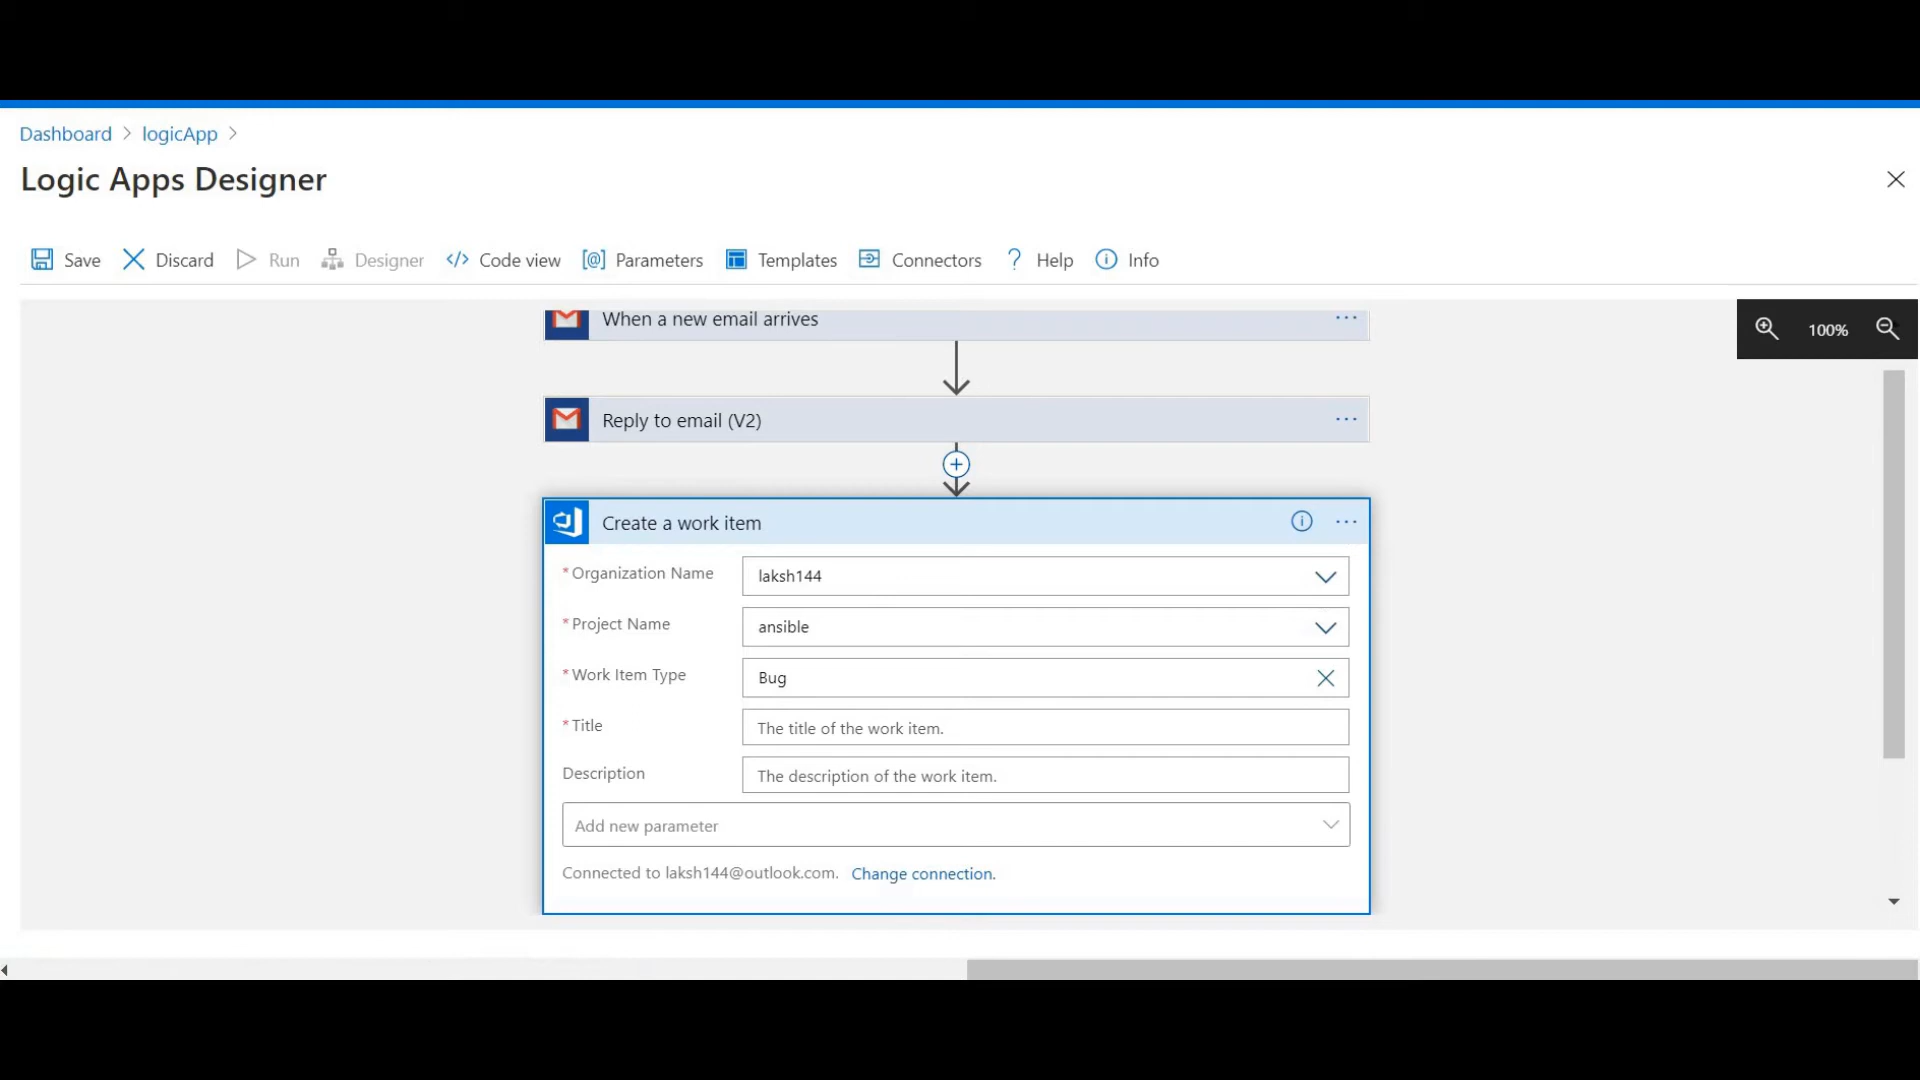 Dashboard > logicApp >
Logic Apps Designer
Save Discard Run Designer </> Code view [@] Parameters Templates Connectors ? Help Info
When a new email arrives ...
100%
Reply to email (V2) ...
Create a work item ...
* Organization Name laksh144
* Project Name ansible
* Work Item Type Bug
* Title The title of the work item.
Description The description of the work item.
Add new parameter
Connected to laksh144@outlook.com. Change connection.